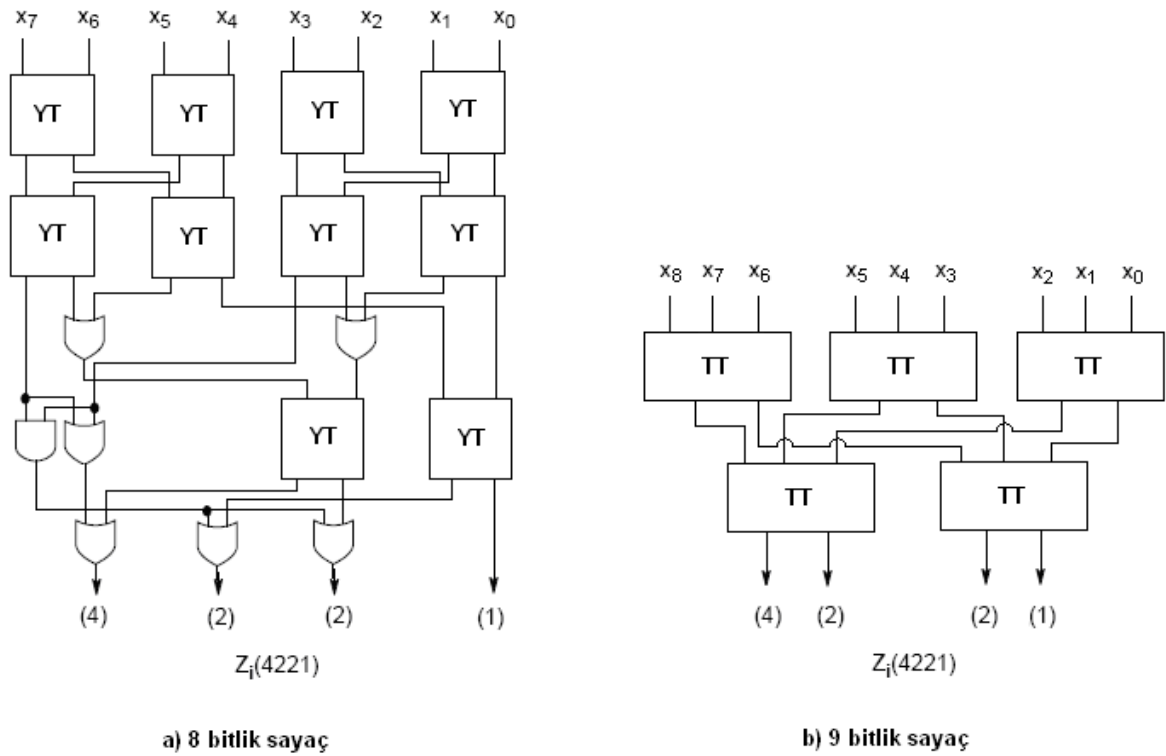 x7 x6 x5 x4 x3 x2 x1 x0
YT YT YT YT
YT YT YT YT
YT YT
(4) (2) (2) (1)
Zi(4221)
a) 8 bitlik sayaç
x8 x7 x6 x5 x4 x3 x2 x1 x0
TT TT TT
TT TT
(4) (2) (2) (1)
Zi(4221)
b) 9 bitlik sayaç